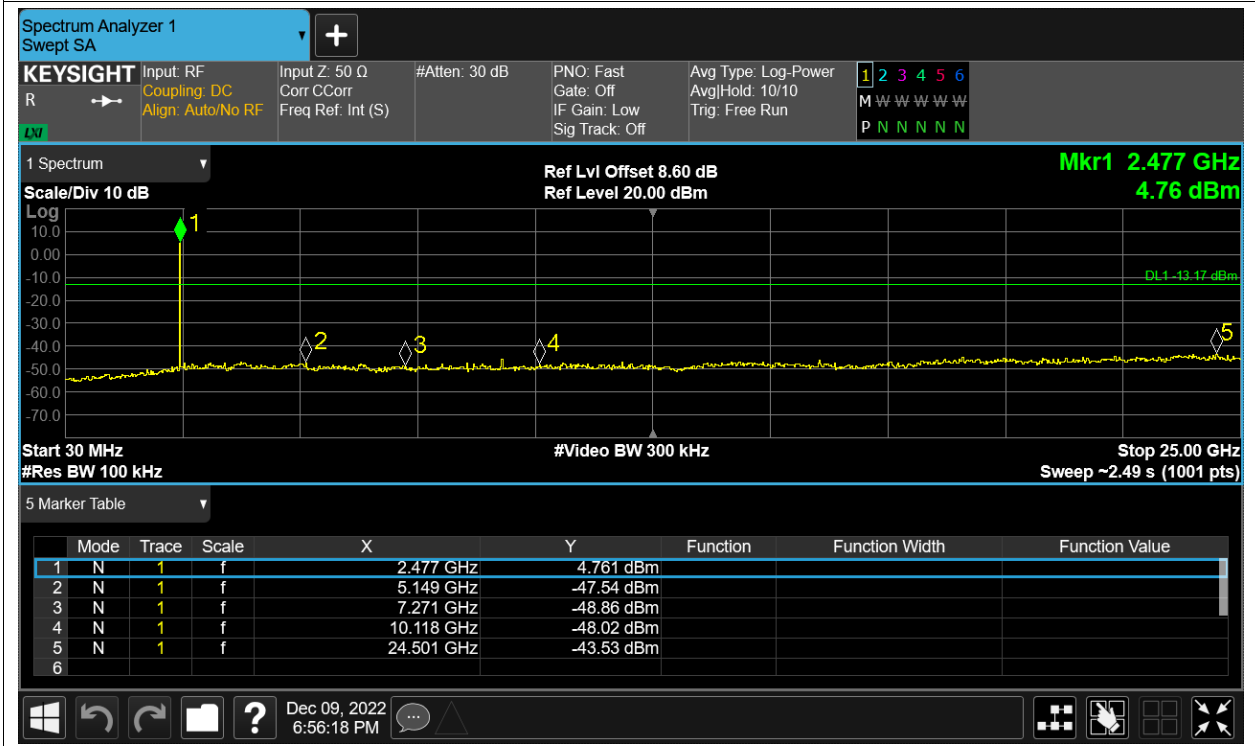 Spectrum Analyzer 1
Swept SA
+
KEYSIGHT
R
LXI
Input: RF
Coupling: DC
Align: Auto/No RF
Input Z: 50 Ω
Corr CCorr
Freq Ref: Int (S)
#Atten: 30 dB
PNO: Fast
Gate: Off
IF Gain: Low
Sig Track: Off
Avg Type: Log-Power
Avg|Hold: 10/10
Trig: Free Run
1 2 3 4 5 6
M W W W W W
P N N N N N
1 Spectrum
Scale/Div 10 dB
Ref Lvl Offset 8.60 dB
Ref Level 20.00 dBm
Mkr1 2.477 GHz
4.76 dBm
Log
10.0
0.00
-10.0
-20.0
-30.0
-40.0
-50.0
-60.0
-70.0
1
2
3
4
5
DL1 -13.17 dBm
Start 30 MHz
#Res BW 100 kHz
#Video BW 300 kHz
Stop 25.00 GHz
Sweep ~2.49 s (1001 pts)
5 Marker Table
Mode Trace Scale X Y Function Function Width Function Value
1 N 1 f 2.477 GHz 4.761 dBm
2 N 1 f 5.149 GHz -47.54 dBm
3 N 1 f 7.271 GHz -48.86 dBm
4 N 1 f 10.118 GHz -48.02 dBm
5 N 1 f 24.501 GHz -43.53 dBm
6
?
Dec 09, 2022
6:56:18 PM